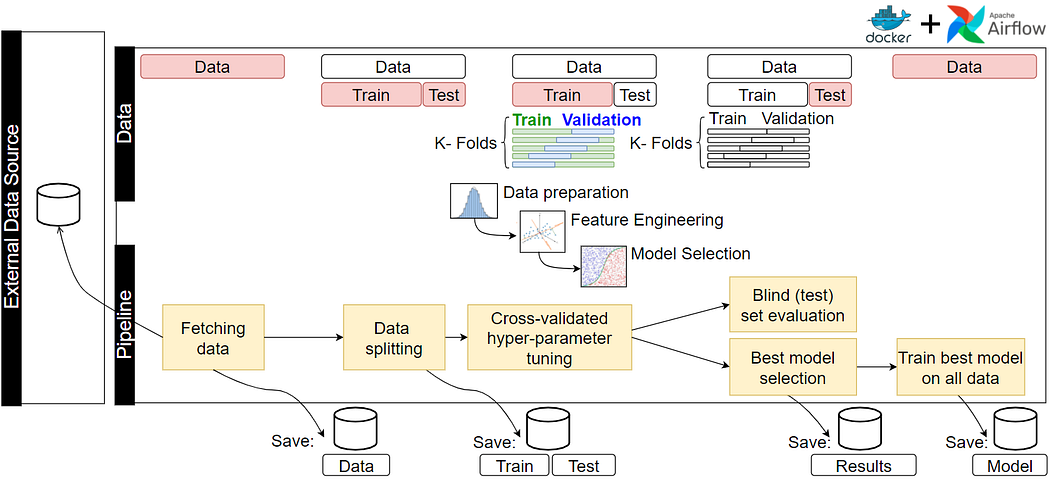 docker
+
Apache
Airflow
External Data Source
Data
Pipeline
Data
Data
Data
Data
Data
Train
Test
Train
Test
Train
Test
Train Validation
Train Validation
K- Folds
K- Folds
Data preparation
Feature Engineering
Model Selection
Fetching
data
Data
splitting
Cross-validated
hyper-parameter
tuning
Blind (test)
set evaluation
Best model
selection
Train best model
on all data
Save:
Data
Save:
Train
Test
Save:
Results
Save:
Model